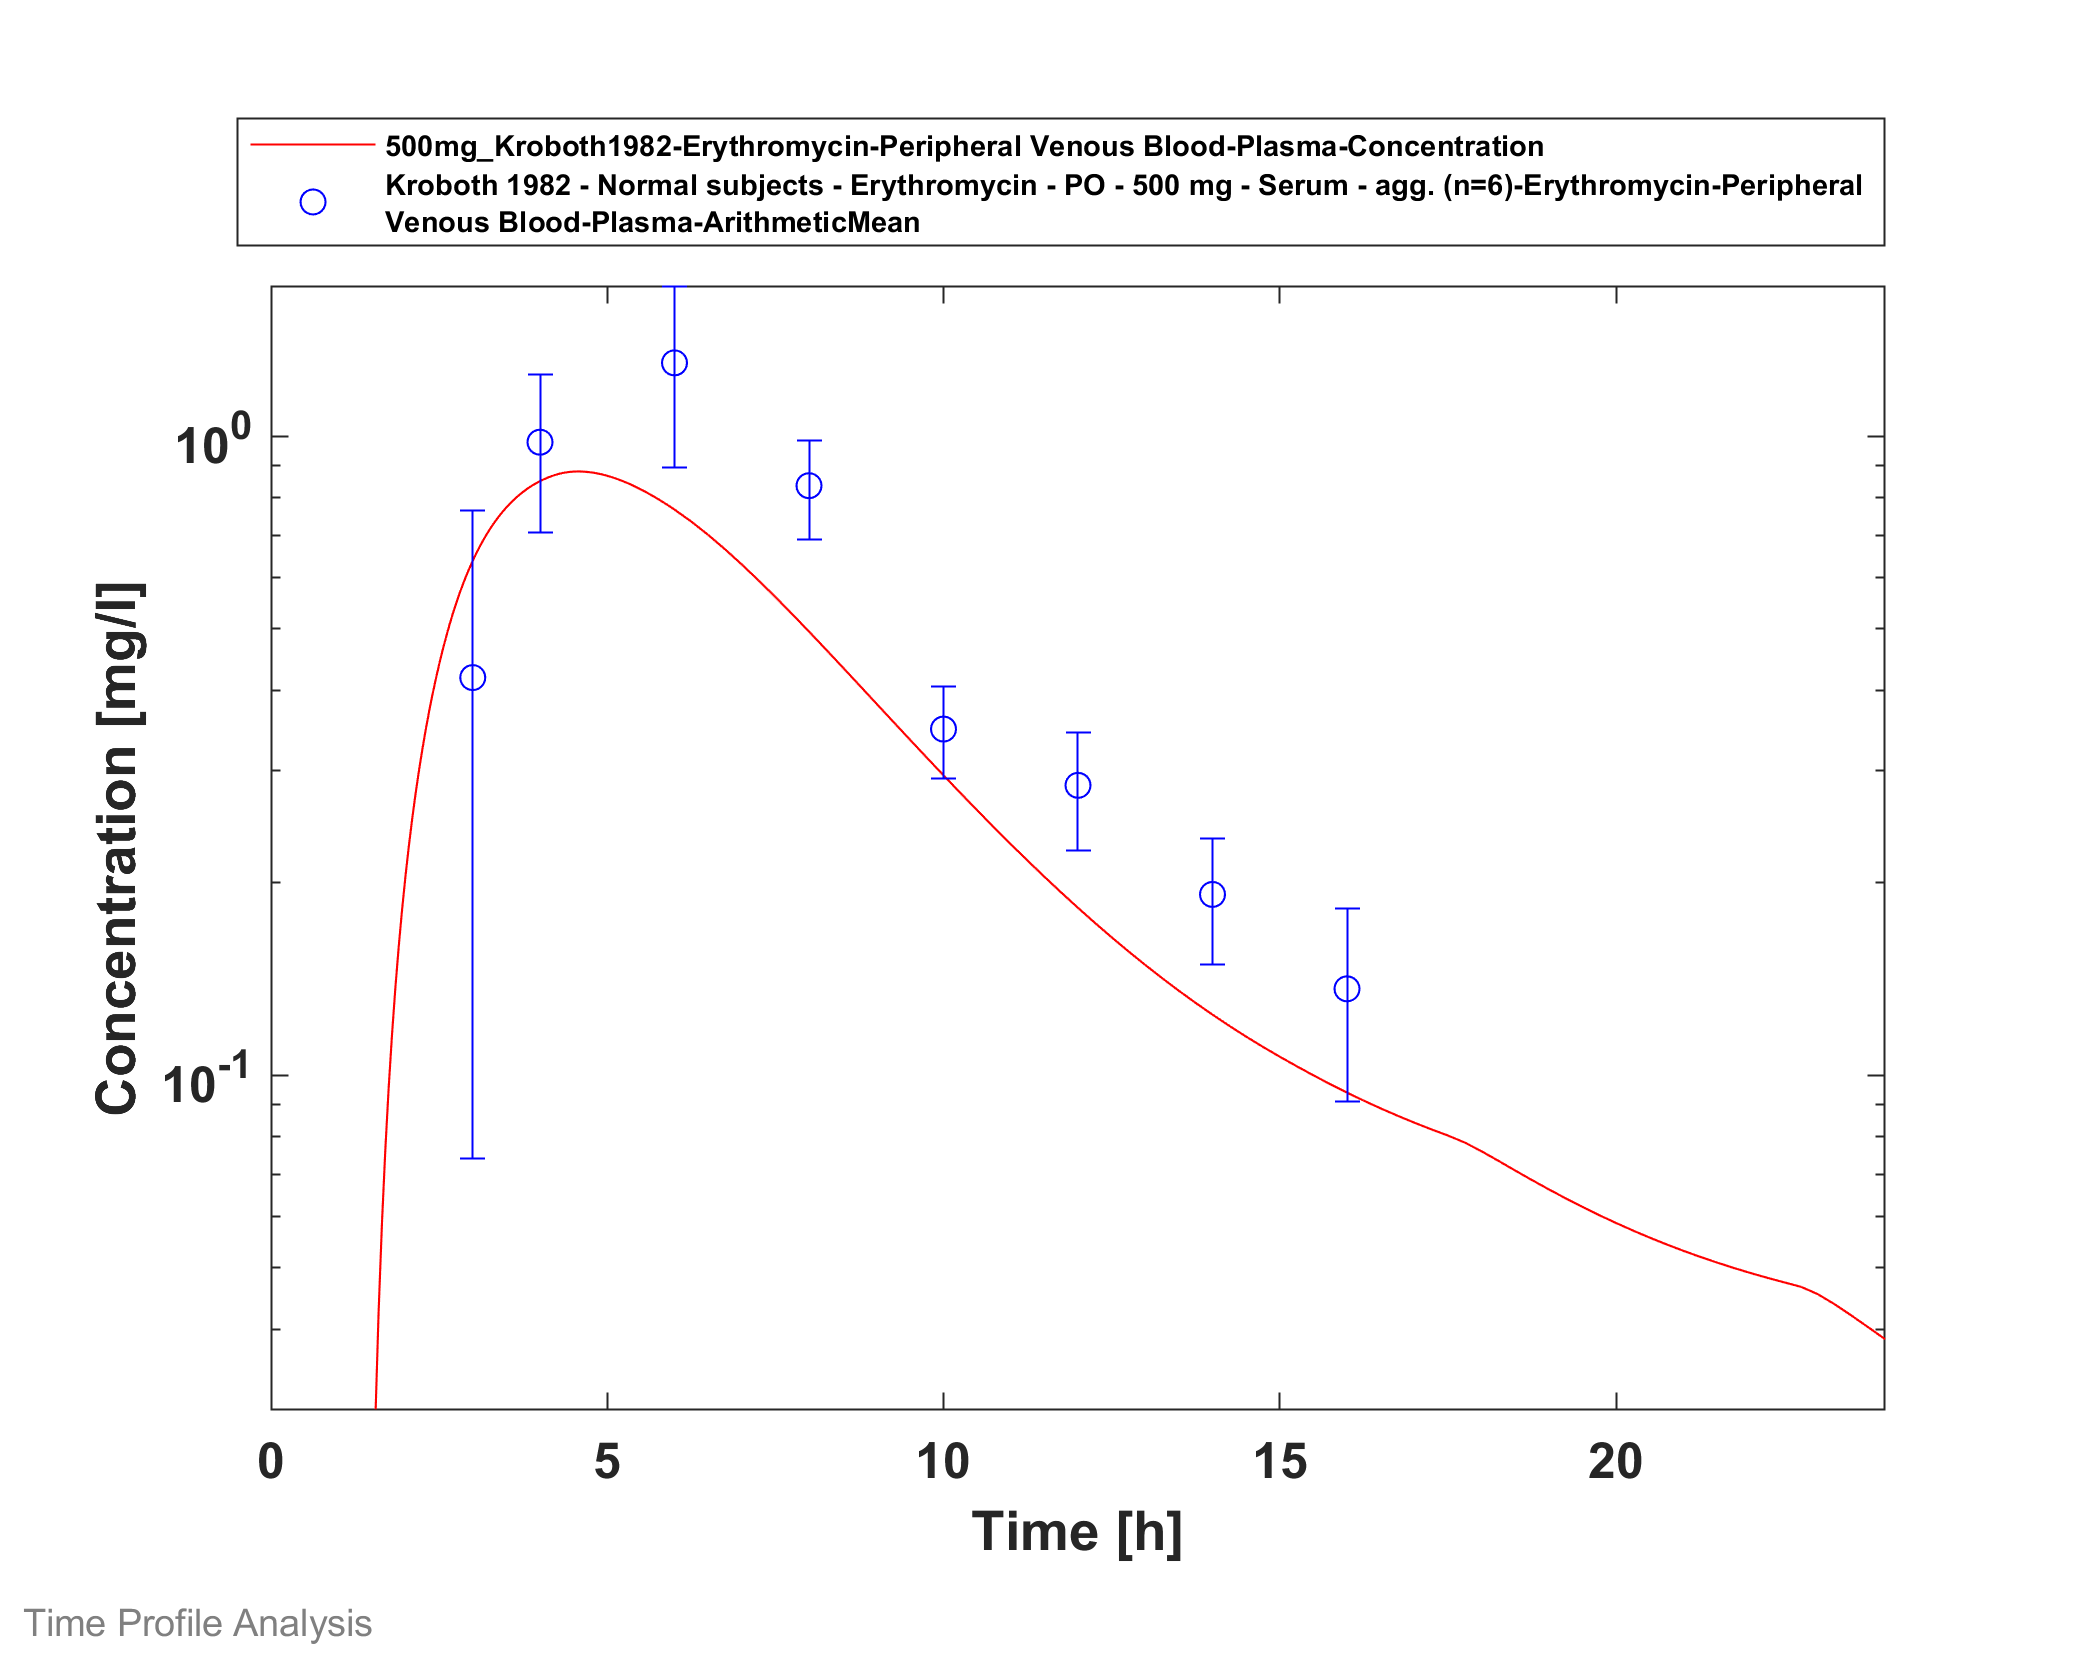 500mg_Kroboth1982-Erythromycin-Peripheral Venous Blood-Plasma-Concentration
Kroboth 1982 - Normal subjects - Erythromycin - PO - 500 mg - Serum - agg. (n=6)-Erythromycin-Peripheral
Venous Blood-Plasma-ArithmeticMean
10^0
10^-1
Concentration [mg/l]
0 5 10 15 20
Time [h]
Time Profile Analysis